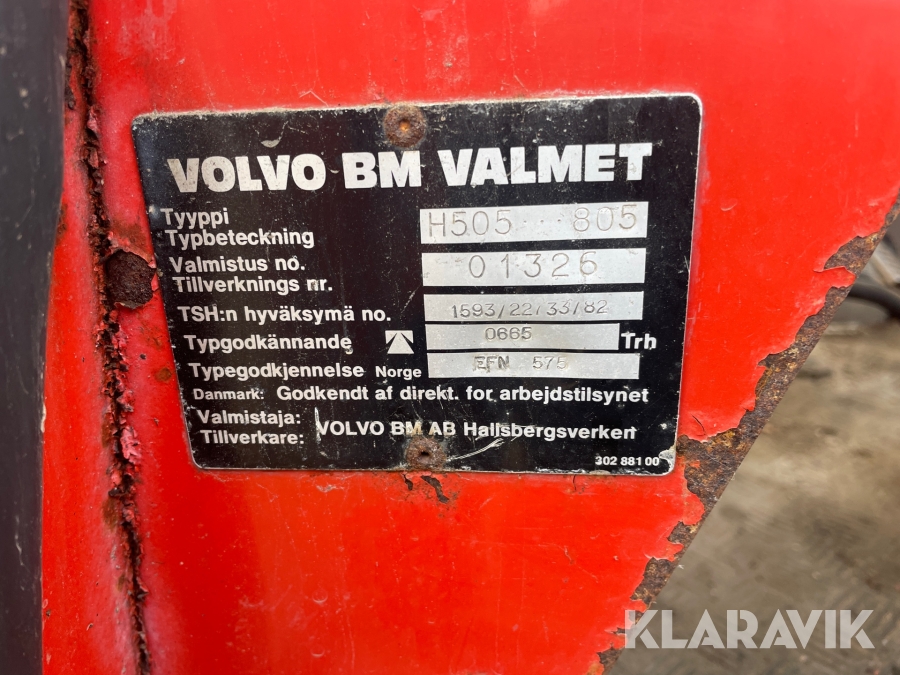 VOLVO BM VALMET
Tyyppi
Typbeteckning H505 805
Valmistus no.
Tillverknings nr. 01326
TSH:n hyväksymä no. 1593/22/33/82
Typgodkännande 0665 Trh
Typegodkjennelse Norge EFN 575
Danmark: Godkendt af direkt. for arbejdstilsynet
Valmistaja:
Tillverkare: VOLVO BM AB Hallsbergsverken
302 881 00
KLARAVIK